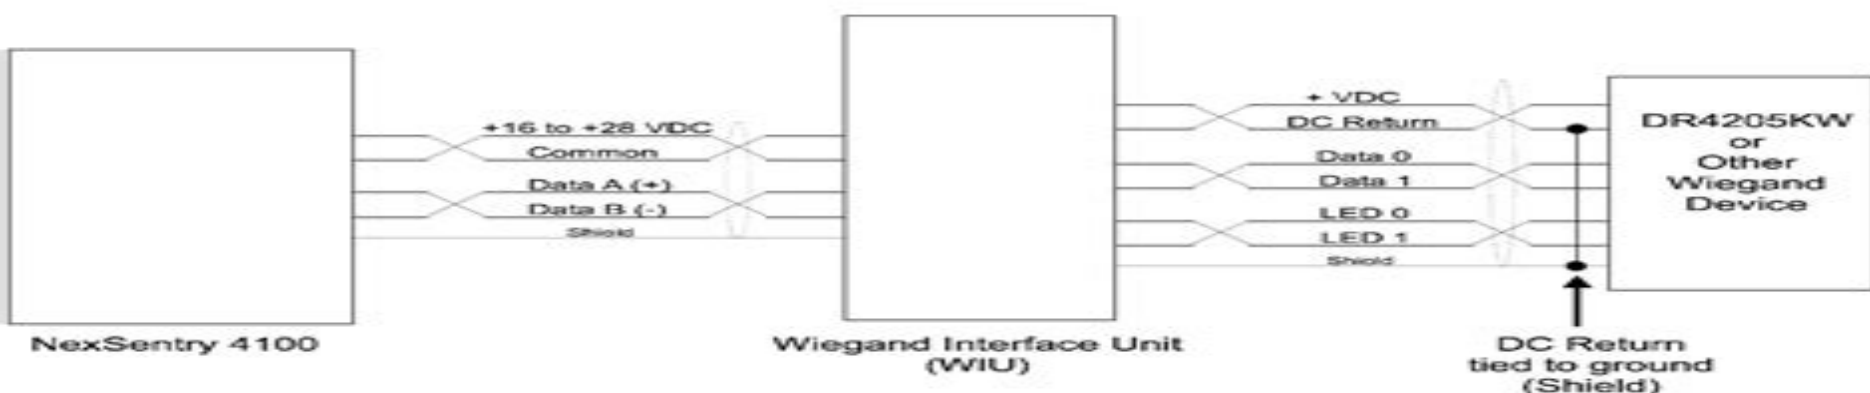 +16 to +28 VDC
Common
Data A (+)
Data B (-)
Shield
NexSentry 4100
Wiegand Interface Unit
(WIU)
+ VDC
DC Return
Data 0
Data 1
LED 0
LED 1
Shield
DR4205KW
or
Other
Wiegand
Device
DC Return
tied to ground
(Shield)